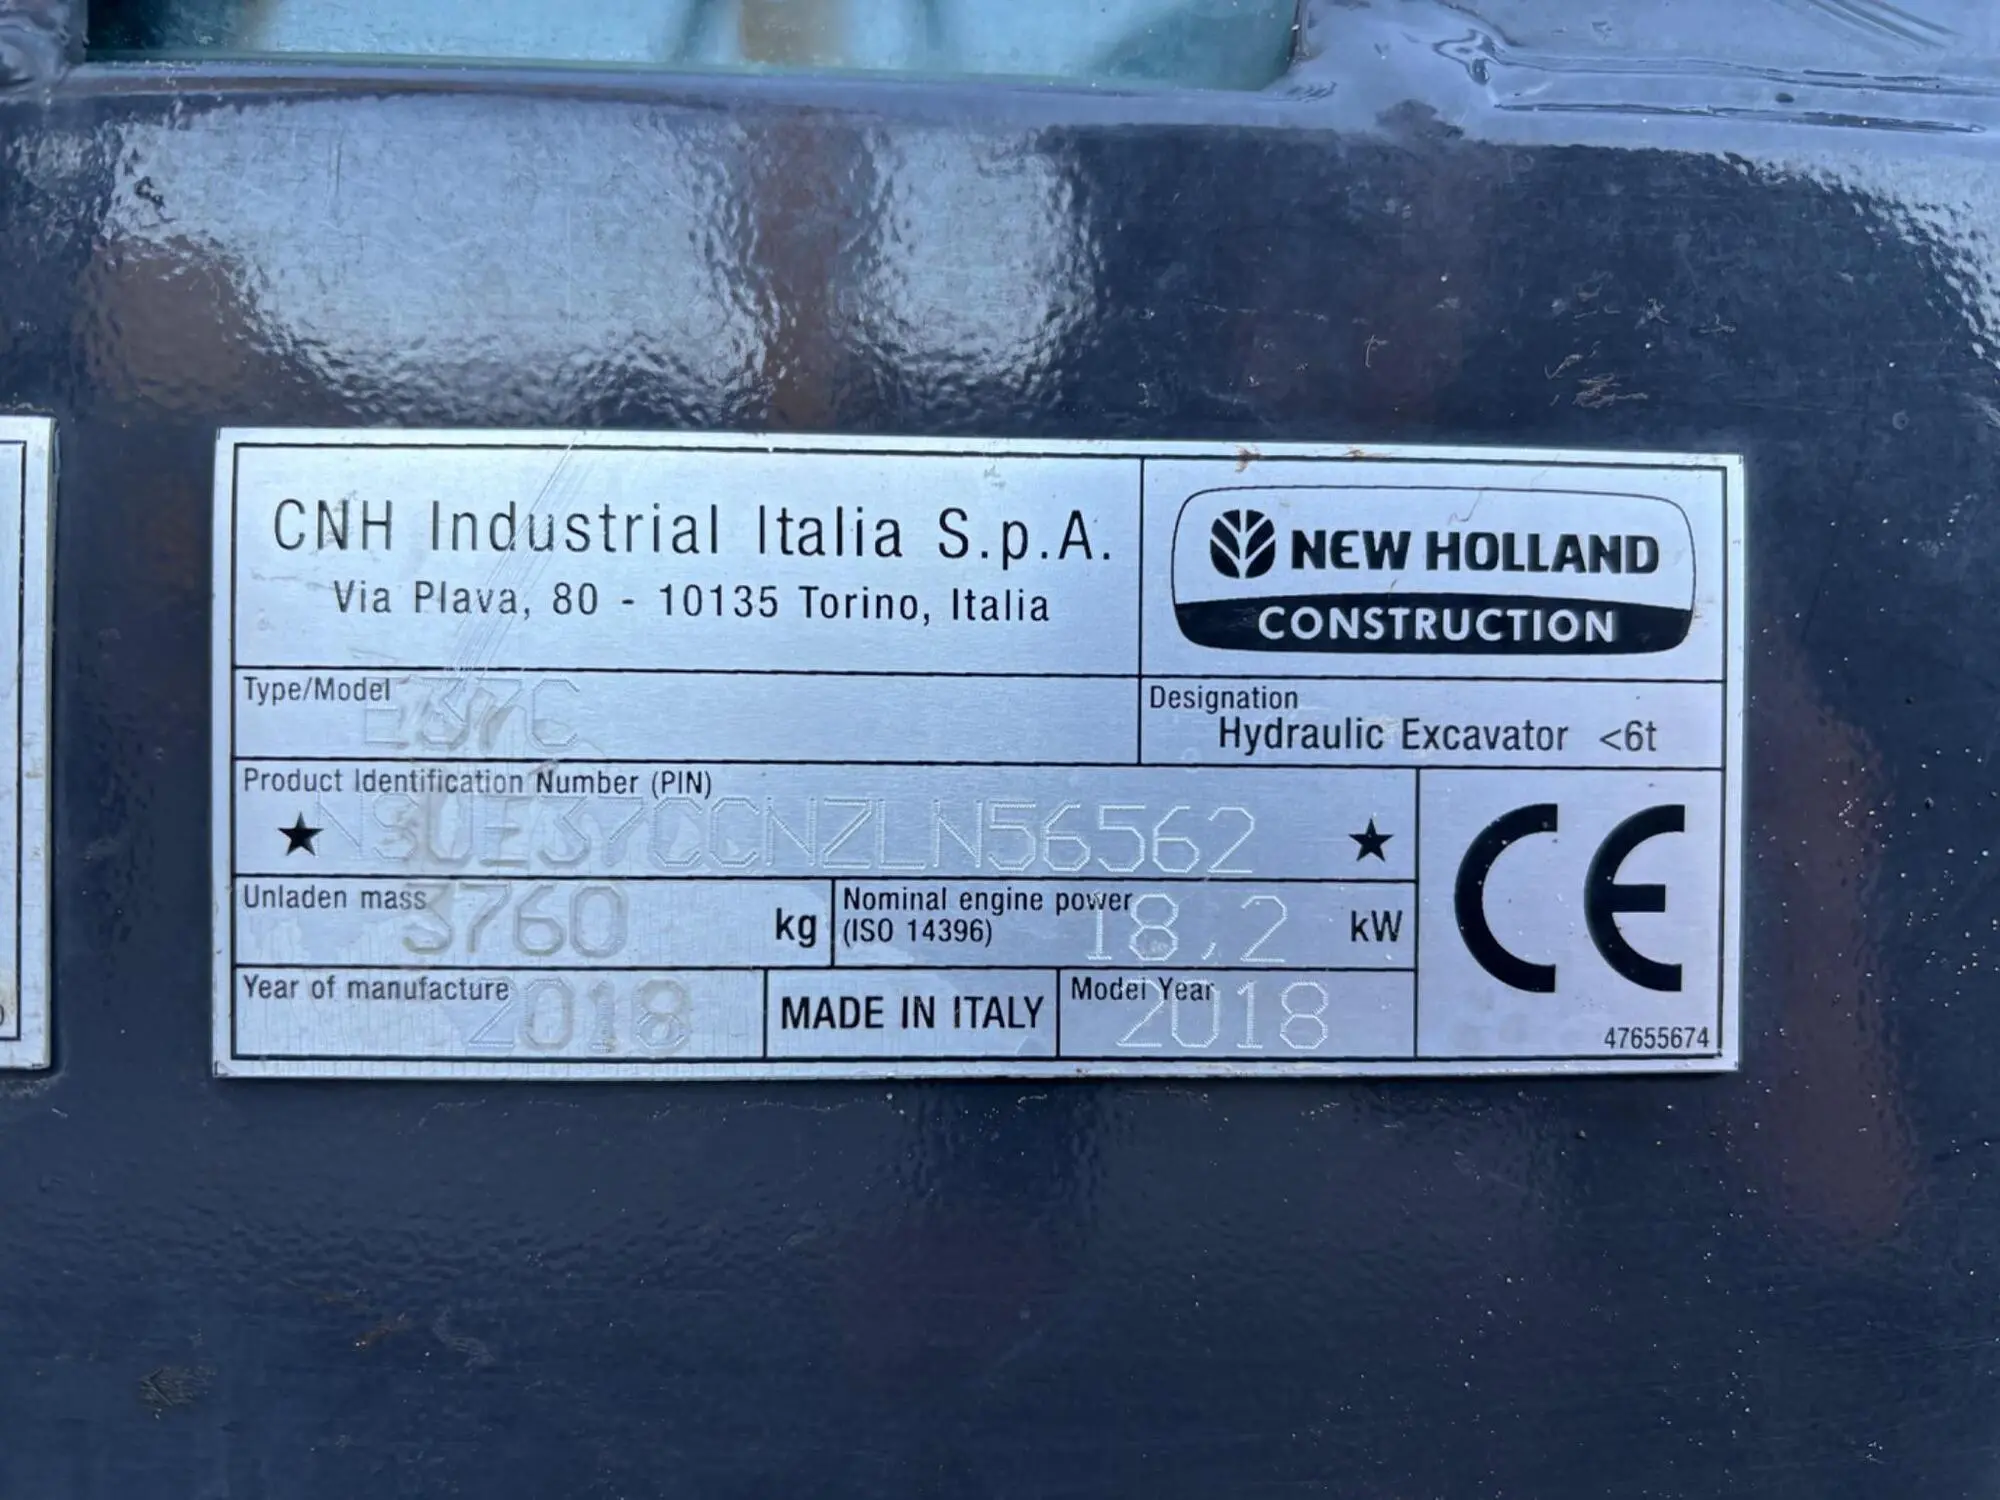 CNH Industrial Italia S.p.A.
Via Plava, 80 - 10135 Torino, Italia
NEW HOLLAND
CONSTRUCTION
Type/Model E37C
Designation
Hydraulic Excavator <6t
Product Identification Number (PIN)
★ NSUE37CCNZLN56562 ★
Unladen mass 3760 kg
Nominal engine power
(ISO 14396) 18,2 kW
Year of manufacture 2018
MADE IN ITALY
Model Year 2018
CE
47655674